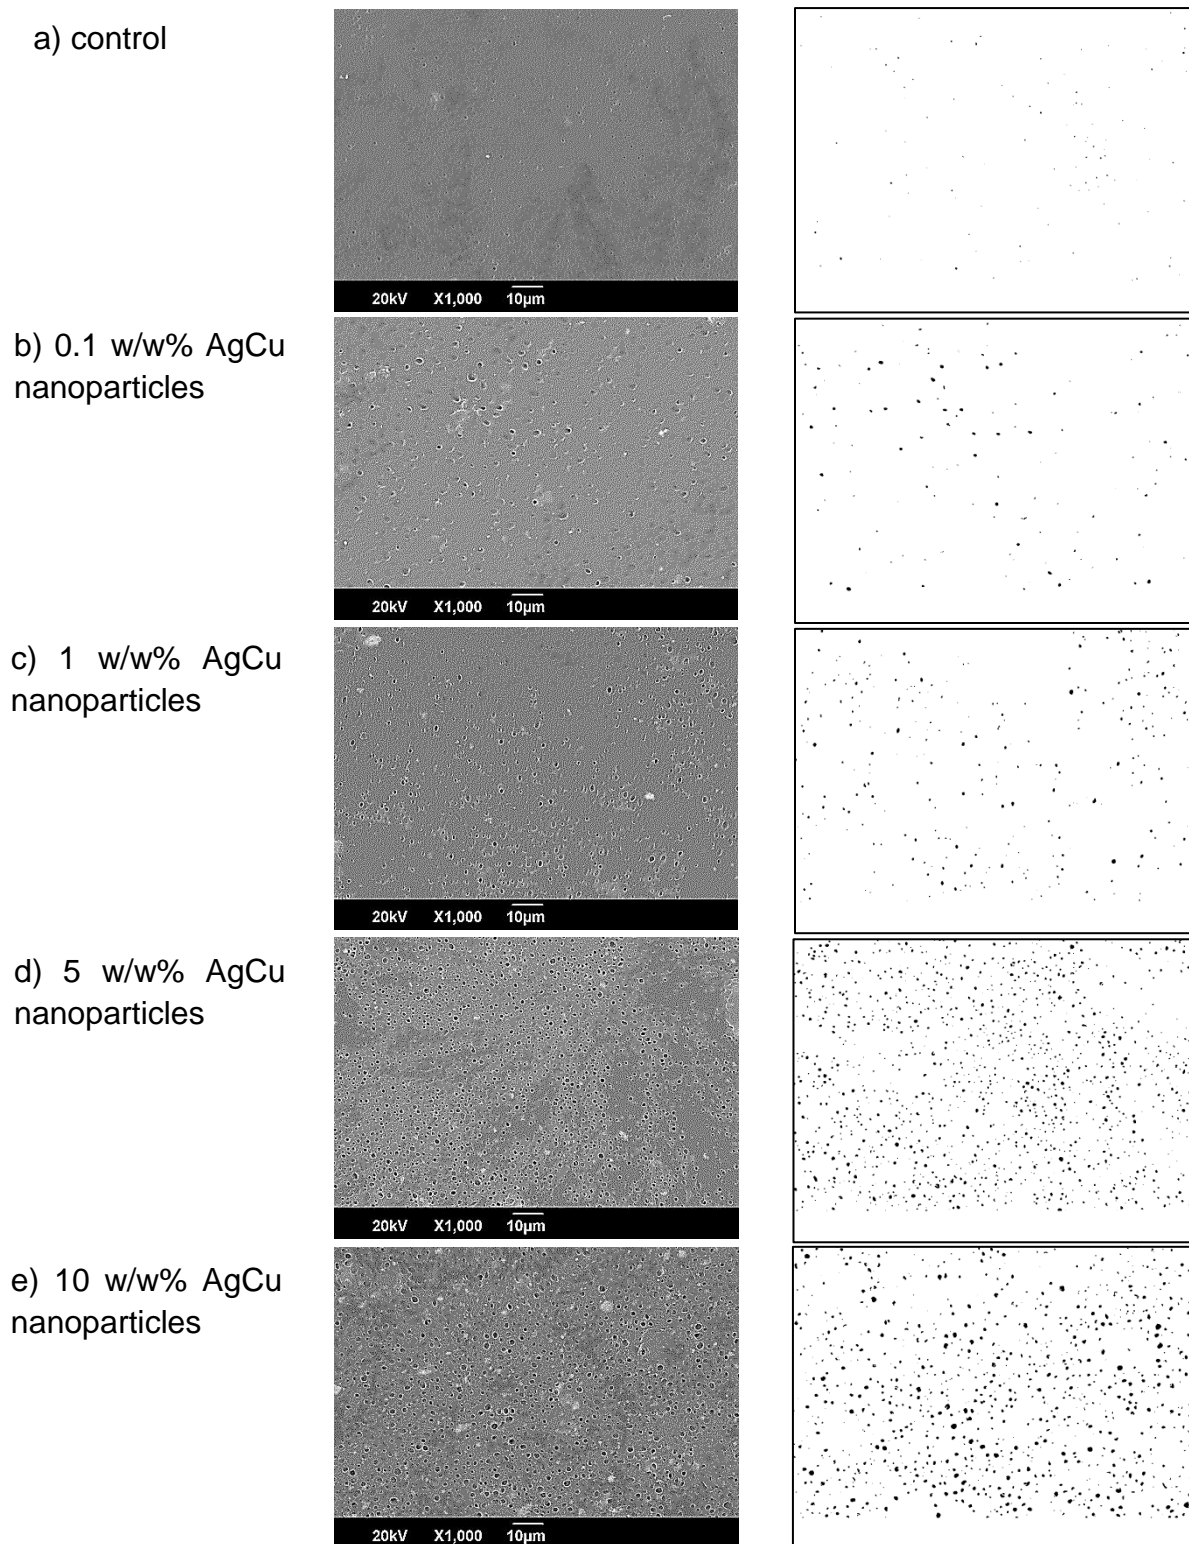 a) control
20kV X1,000 10µm
b) 0.1 w/w% AgCu
nanoparticles
20kV X1,000 10µm
c) 1 w/w% AgCu
nanoparticles
20kV X1,000 10µm
d) 5 w/w% AgCu
nanoparticles
20kV X1,000 10µm
e) 10 w/w% AgCu
nanoparticles
20kV X1,000 10µm